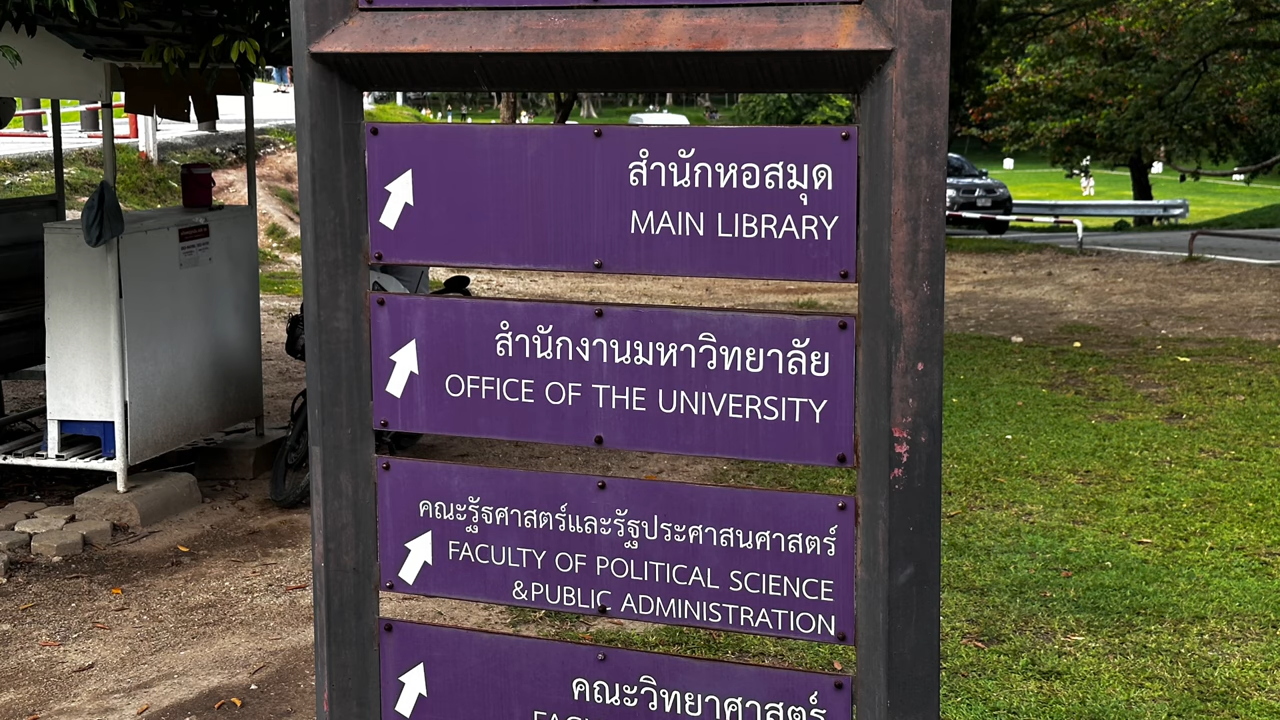 สำนักหอสมุด
MAIN LIBRARY
สำนักงานมหาวิทยาลัย
OFFICE OF THE UNIVERSITY
คณะรัฐศาสตร์และรัฐประศาสนศาสตร์
FACULTY OF POLITICAL SCIENCE
&PUBLIC ADMINISTRATION
คณะวิทยาศาสตร์